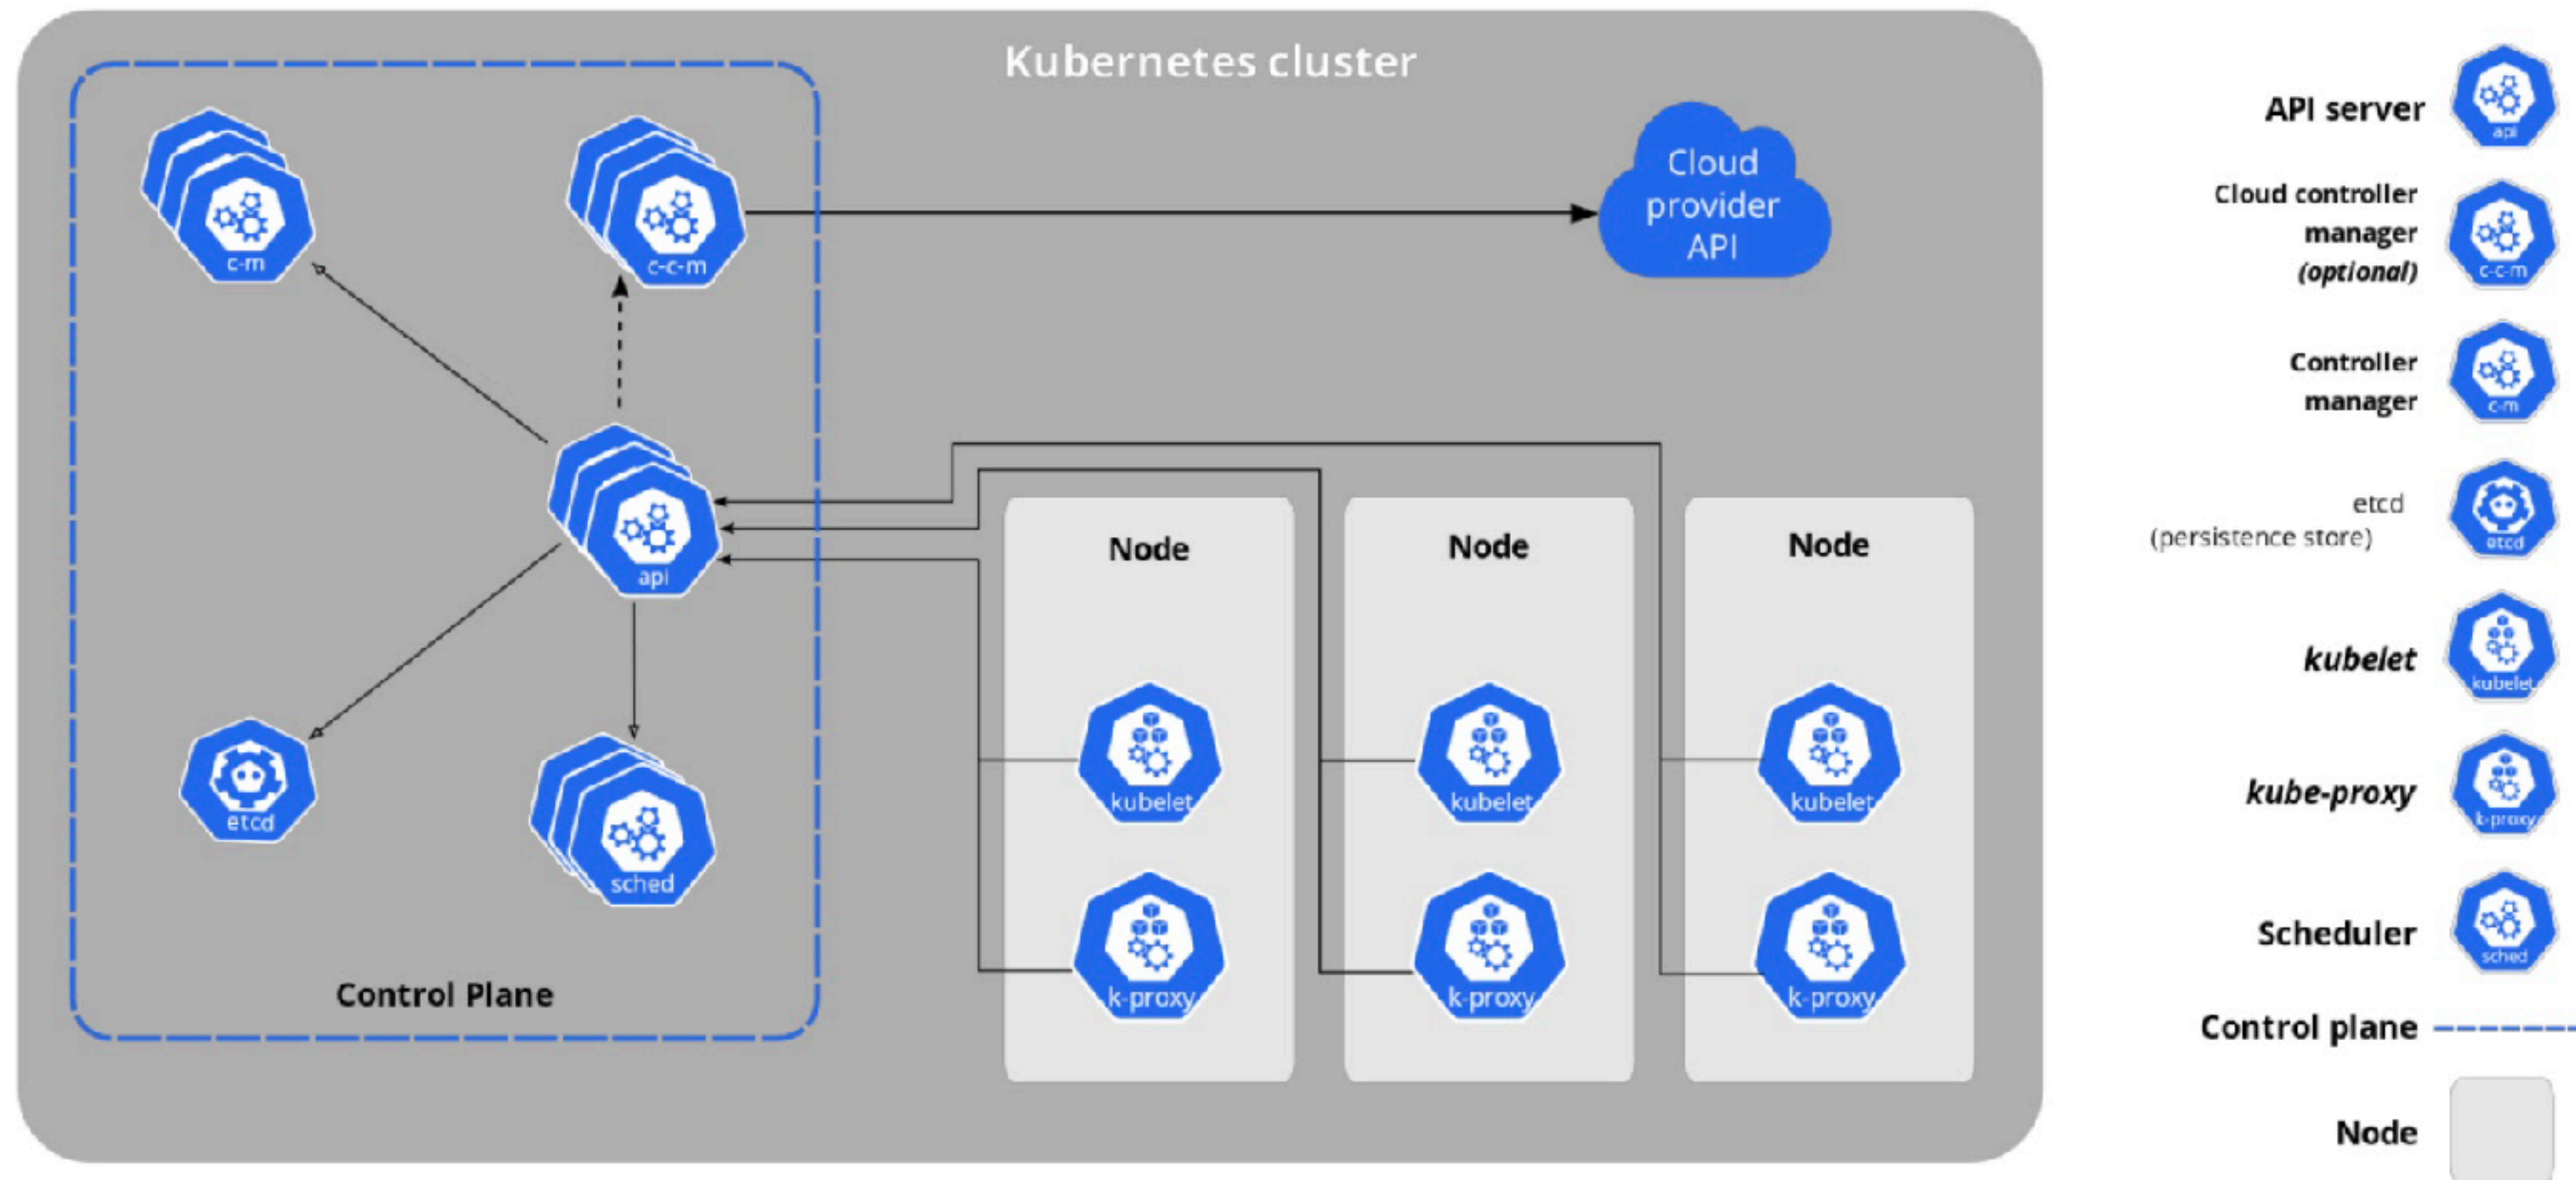 Kubernetes cluster
c-m
c-c-m
Cloud
provider
API
api
etcd
sched
Control Plane
Node
kubelet
k-proxy
Node
kubelet
k-proxy
Node
kubelet
k-proxy
API server
api
Cloud controller
manager
(optional)
c-c-m
Controller
manager
c-m
etcd
(persistence store)
etcd
kubelet
kubelet
kube-proxy
k-proxy
Scheduler
sched
Control plane
Node